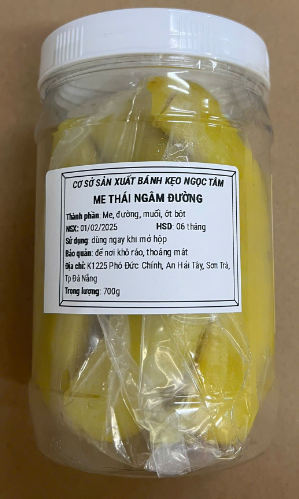 CƠ SỞ SẢN XUẤT BÁNH KẸO NGỌC TÂM
ME THÁI NGÂM ĐƯỜNG
Thành phần: Me, đường, muối, ớt bột
NSX: 01/02/2025 HSD: 06 tháng
Sử dụng: dùng ngay khi mở hộp
Bảo quản: để nơi khô ráo, thoáng mát
Địa chỉ: K1225 Phó Đức Chính, An Hải Tây, Sơn Trà,
Tp Đà Nẵng
Trọng lượng: 700g